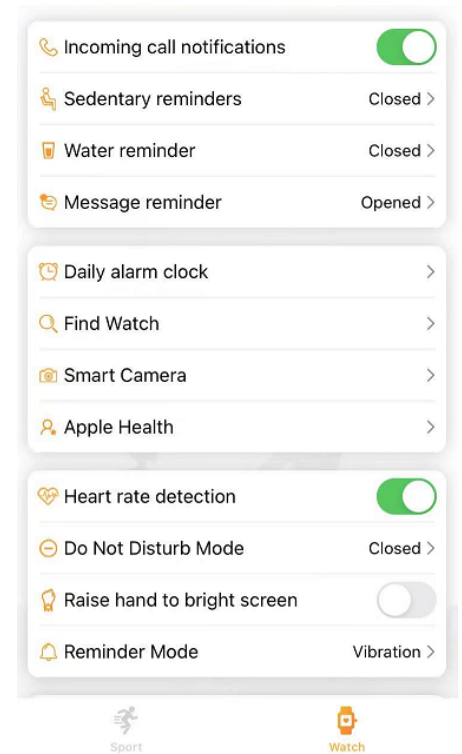 Incoming call notifications
Sedentary reminders Closed
Water reminder Closed
Message reminder Opened
Daily alarm clock
Find Watch
Smart Camera
Apple Health
Heart rate detection
Do Not Disturb Mode Closed
Raise hand to bright screen
Reminder Mode Vibration
Sport Watch